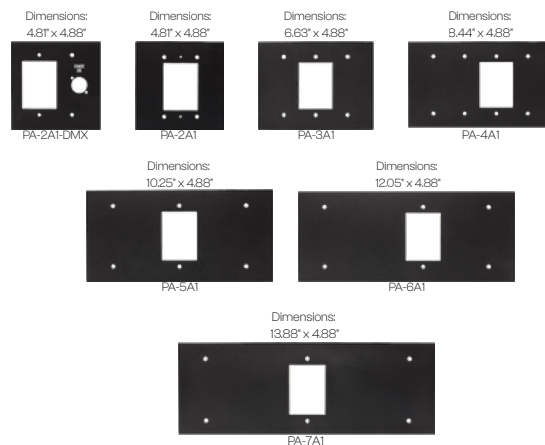 Dimensions:
4.81" x 4.88"
PA-2A1-DMX
Dimensions:
4.81" x 4.88"
PA-2A1
Dimensions:
6.63" x 4.88"
PA-3A1
Dimensions:
8.44" x 4.88"
PA-4A1
Dimensions:
10.25" x 4.88"
PA-5A1
Dimensions:
12.05" x 4.88"
PA-6A1
Dimensions:
13.88" x 4.88"
PA-7A1